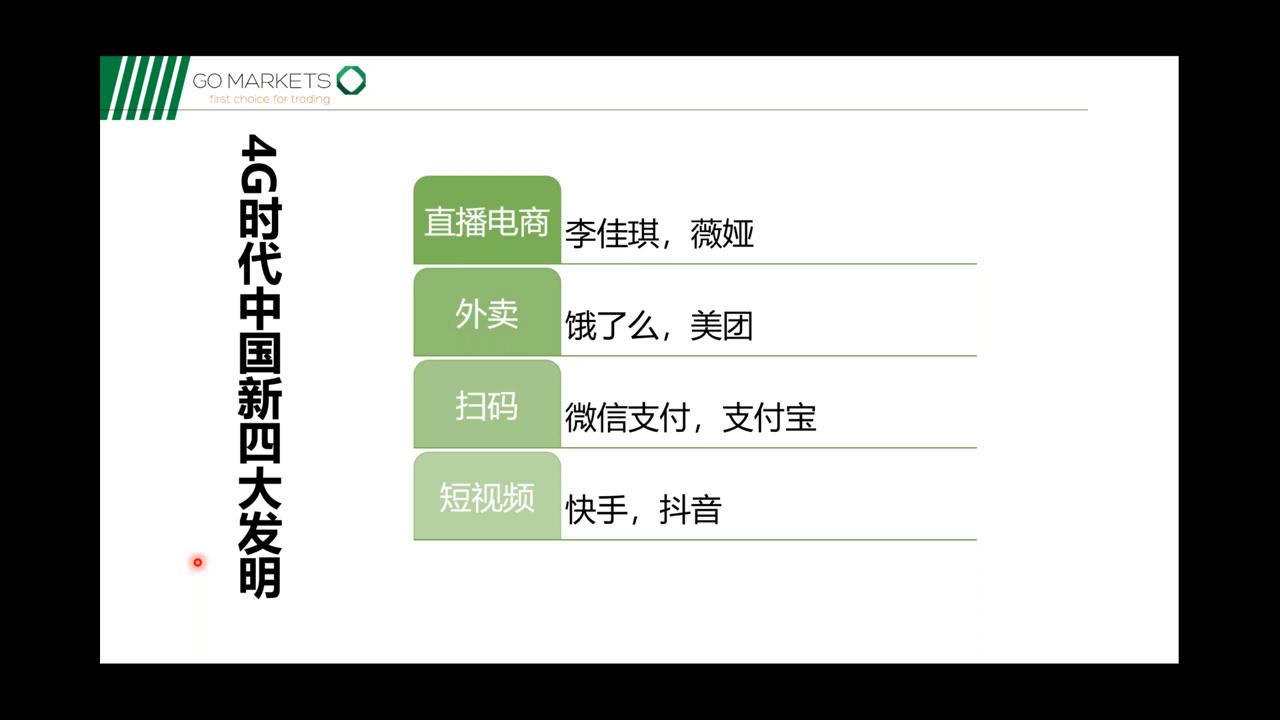 GO MARKETS
first choice for trading
4G时代中国新四大发明
直播电商
李佳琪，薇娅
外卖
饿了么，美团
扫码
微信支付，支付宝
短视频
快手，抖音